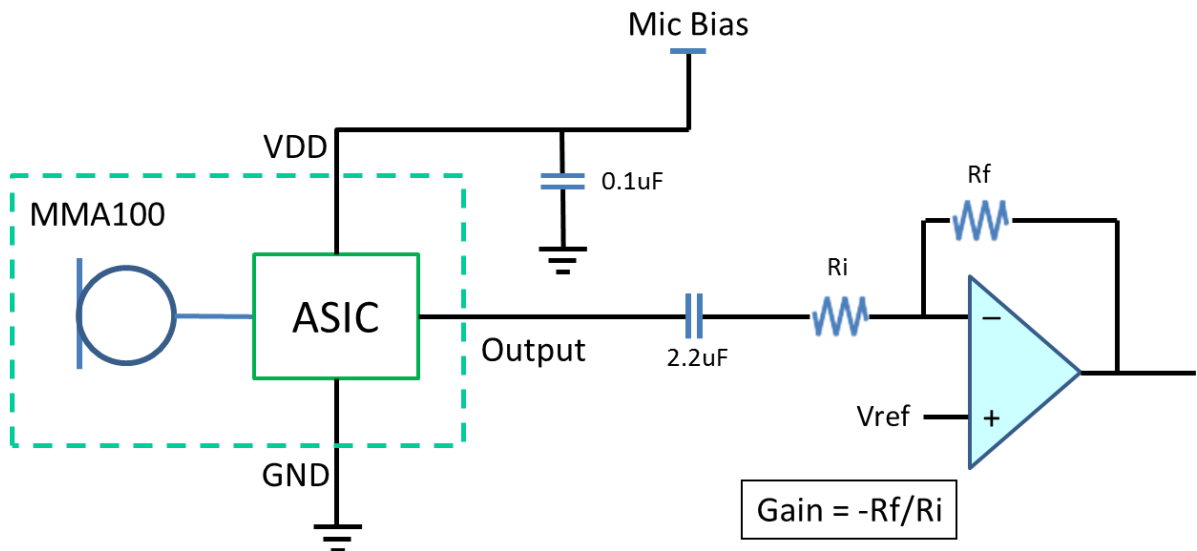 Mic Bias
VDD
0.1uF
Rf
MMA100
Ri
ASIC
Output
2.2uF
−
Vref
+
GND
Gain = -Rf/Ri